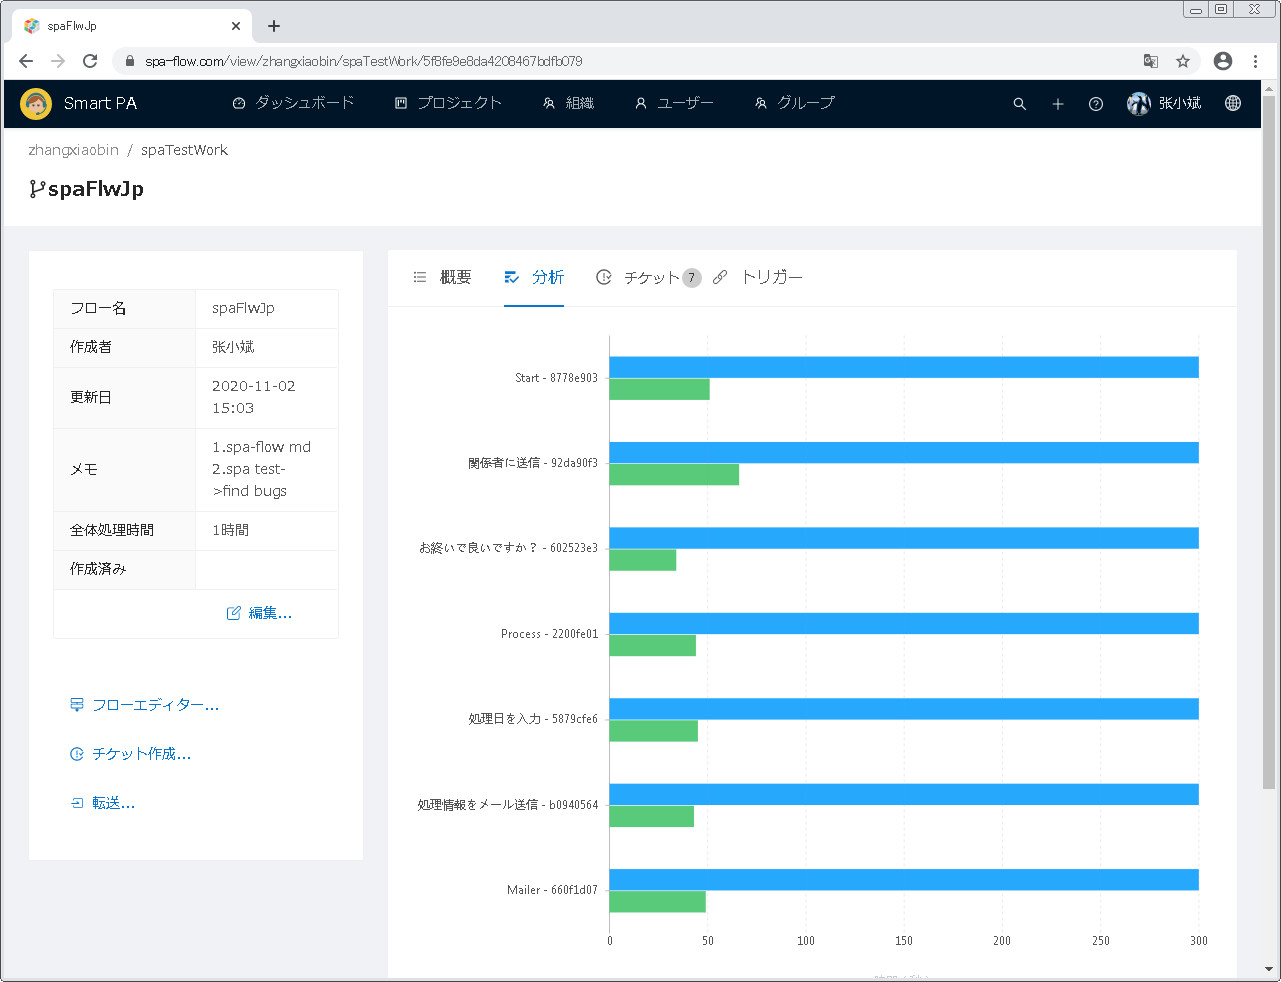 spaFlwJp
spa-flow.com/view/zhangxiaobin/spaTestWork/5f8fe9e8da4208467bdfb079
Smart PA
ダッシュボード
プロジェクト
組織
ユーザー
グループ
张小斌
zhangxiaobin / spaTestWork
spaFlwJp
フロー名 spaFlwJp
作成者 张小斌
更新日 2020-11-02
15:03
メモ 1.spa-flow md
2.spa test-
>find bugs
全体処理時間 1時間
作成済み
編集...
フローエディター...
チケット作成...
転送...
概要
分析
チケット 7
トリガー
Start - 8778e903
関係者に送信 - 92da90f3
お終いで良いですか？ - 602523e3
Process - 2200fe01
処理日を入力 - 5879cfe6
処理情報をメール送信 - b0940564
Mailer - 660f1d07
0 50 100 150 200 250 300